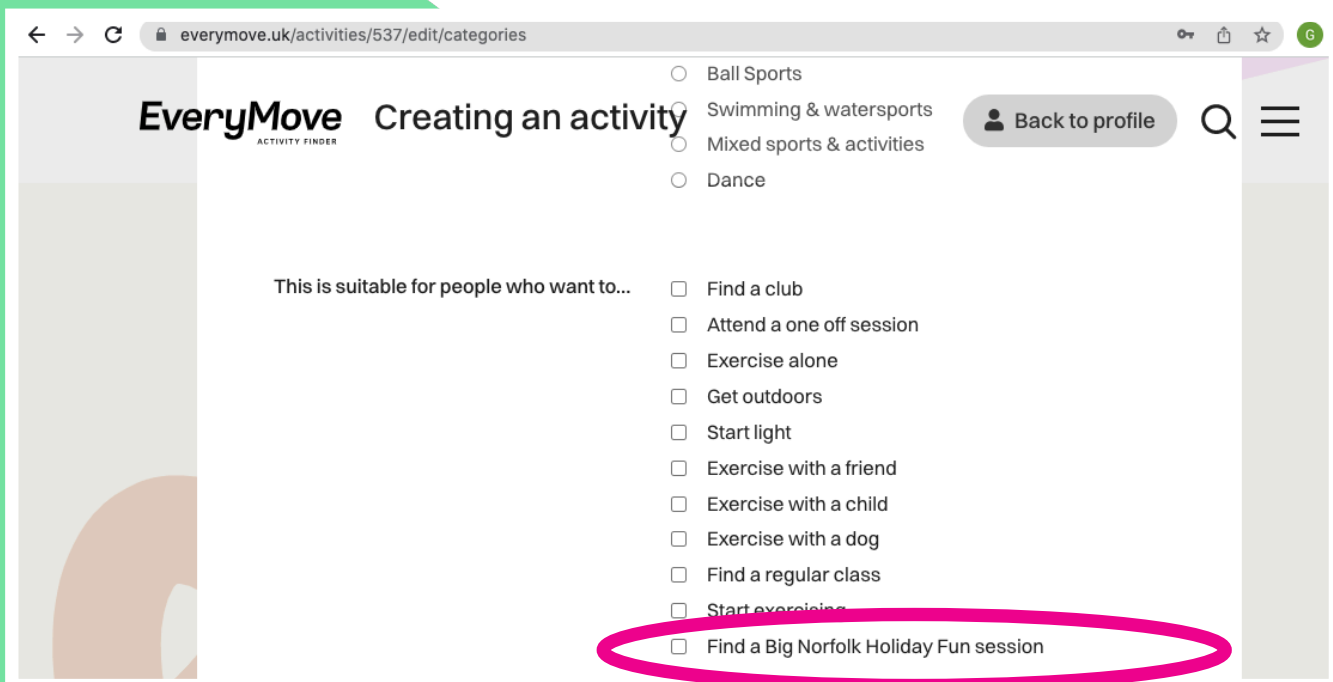 everymove.uk/activities/537/edit/categories
G
Ball Sports
EveryMove Creating an activity Swimming & watersports Back to profile
ACTIVITY FINDER
Mixed sports & activities
Dance
This is suitable for people who want to... Find a club
Attend a one off session
Exercise alone
Get outdoors
Start light
Exercise with a friend
Exercise with a child
Exercise with a dog
Find a regular class
Start exercising
Find a Big Norfolk Holiday Fun session